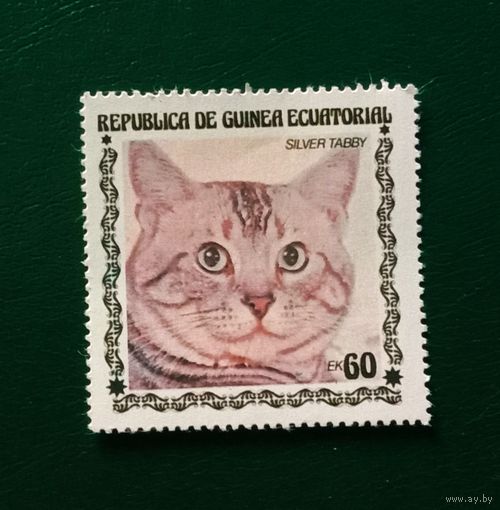 REPUBLICA DE GUINEA ECUATORIAL
SILVER TABBY
EK60
www.ay.by